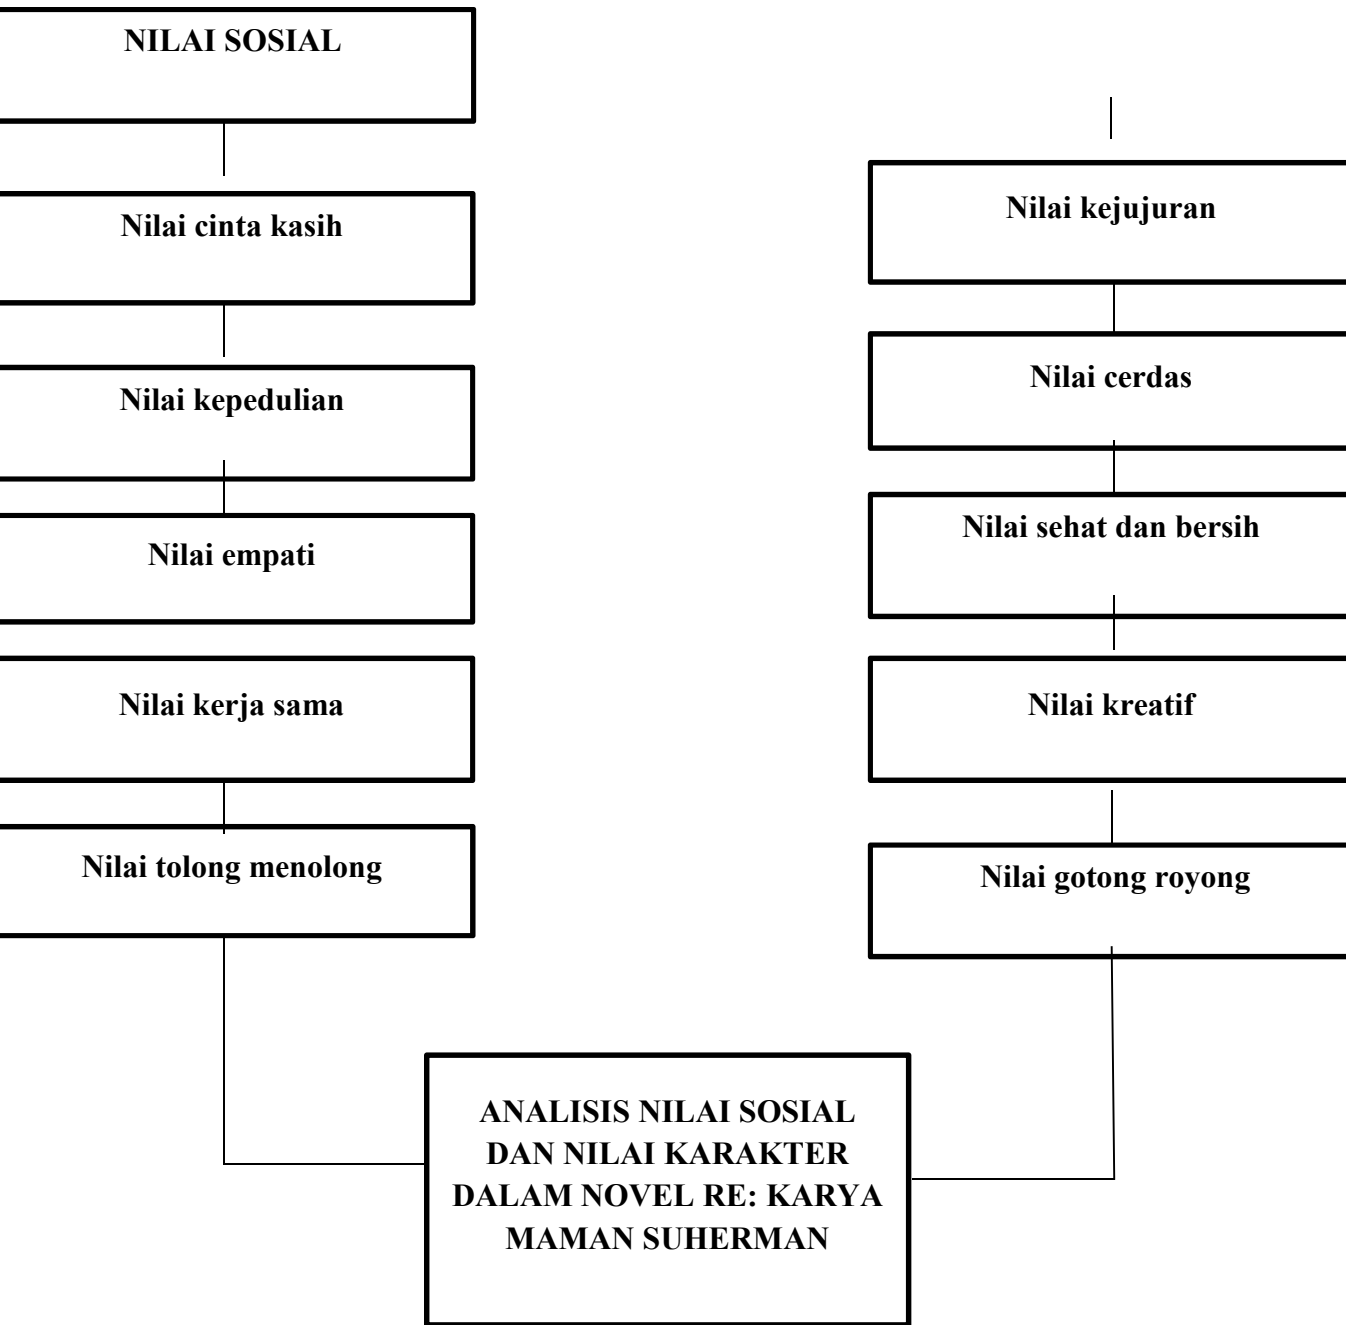 NILAI SOSIAL
Nilai cinta kasih
Nilai kepedulian
Nilai empati
Nilai kerja sama
Nilai tolong menolong
Nilai kejujuran
Nilai cerdas
Nilai sehat dan bersih
Nilai kreatif
Nilai gotong royong
ANALISIS NILAI SOSIAL
DAN NILAI KARAKTER
DALAM NOVEL RE: KARYA
MAMAN SUHERMAN